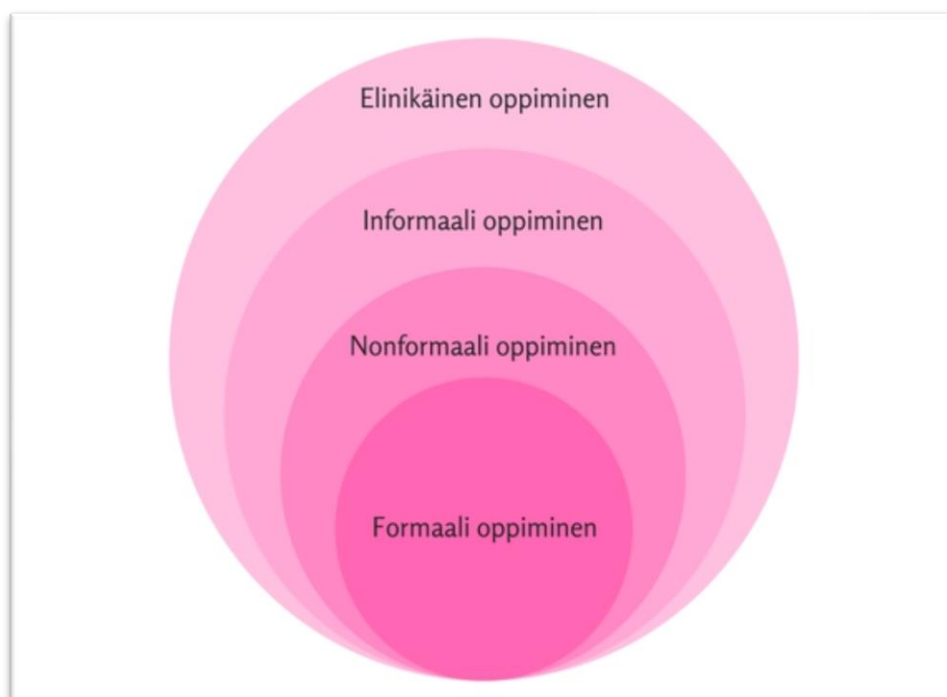 Elinikäinen oppiminen
Informaali oppiminen
Nonformaali oppiminen
Formaali oppiminen